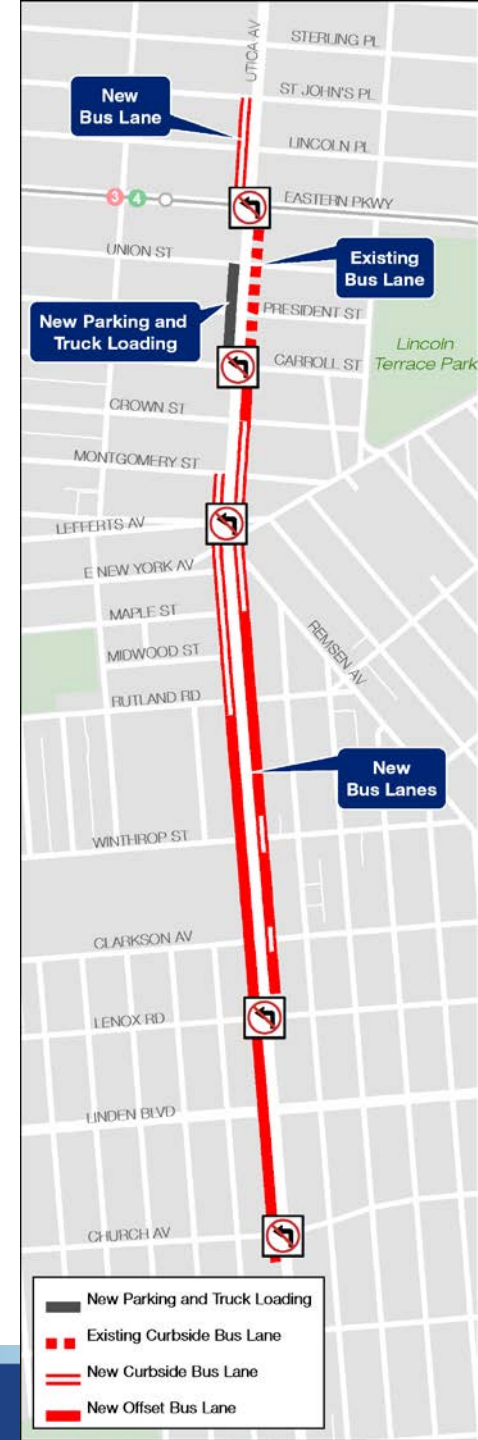 UTICA AV
STERLING PL
ST JOHN'S PL
New
Bus Lane
LINCOLN PL
3 4
EASTERN PKWY
UNION ST
Existing
Bus Lane
PRESIDENT ST
New Parking and
Truck Loading
Lincoln
Terrace Park
CARROLL ST
CROWN ST
MONTGOMERY ST
LEFFERTS AV
E NEW YORK AV
MAPLE ST
REMSEN AV
MIDWOOD ST
RUTLAND RD
New
Bus Lanes
WINTHROP ST
CLARKSON AV
LENOX RD
LINDEN BLVD
CHURCH AV
New Parking and Truck Loading
Existing Curbside Bus Lane
New Curbside Bus Lane
New Offset Bus Lane